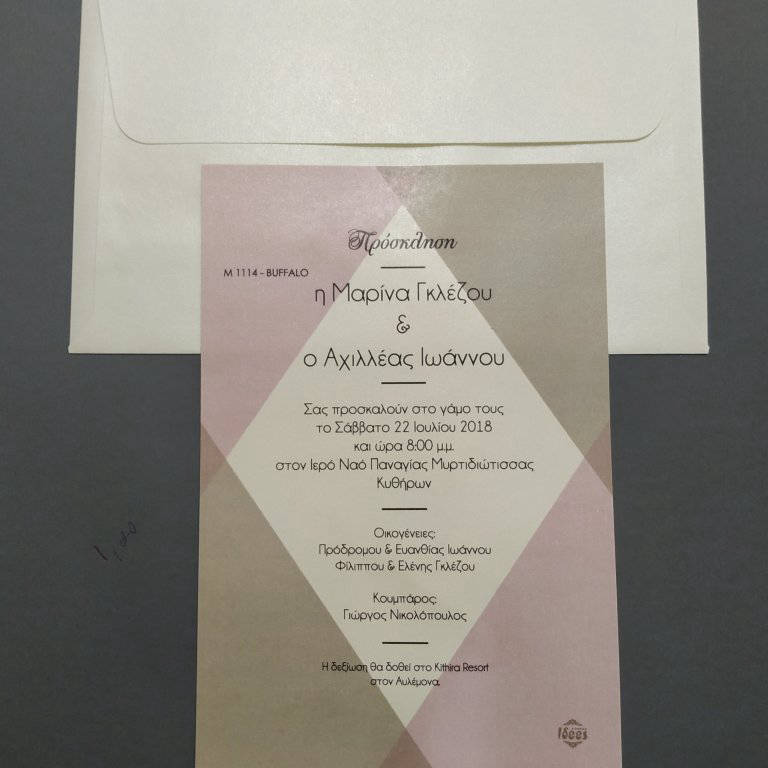 Πρόσκληση
M 1114 - BUFFALO
η Μαρίνα Γκλέζου
&
ο Αχιλλέας Ιωάννου
Σας προσκαλούν στο γάμο τους
το Σάββατο 22 Ιουλίου 2018
και ώρα 8:00 μ.μ.
στον Ιερό Ναό Παναγίας Μυρτιδιώτισσας
Κυθήρων
Οικογένειες:
Πρόδρομου & Ευανθίας Ιωάννου
Φίλιππου & Ελένης Γκλέζου
Κουμπάρος:
Γιώργος Νικολόπουλος
Η δεξίωση θα δοθεί στο Kithira Resort
στον Αυλέμονα.
Idees